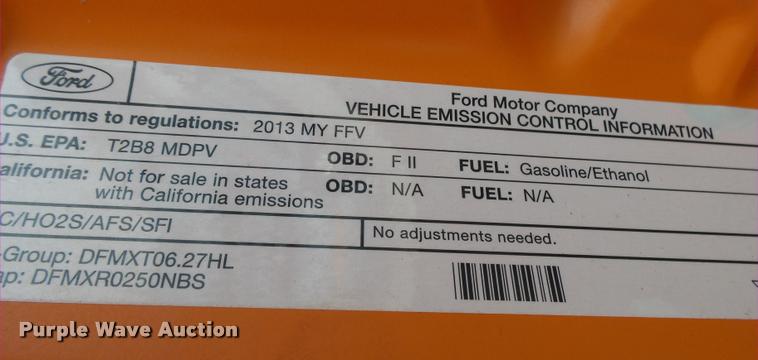 Ford
Ford Motor Company
VEHICLE EMISSION CONTROL INFORMATION
Conforms to regulations: 2013 MY FFV
U.S. EPA: T2B8 MDPV OBD: F II FUEL: Gasoline/Ethanol
alifornia: Not for sale in states with California emissions OBD: N/A FUEL: N/A
C/HO2S/AFS/SFI
No adjustments needed.
-Group: DFMXT06.27HL
ap: DFMXR0250NBS
Purple Wave Auction